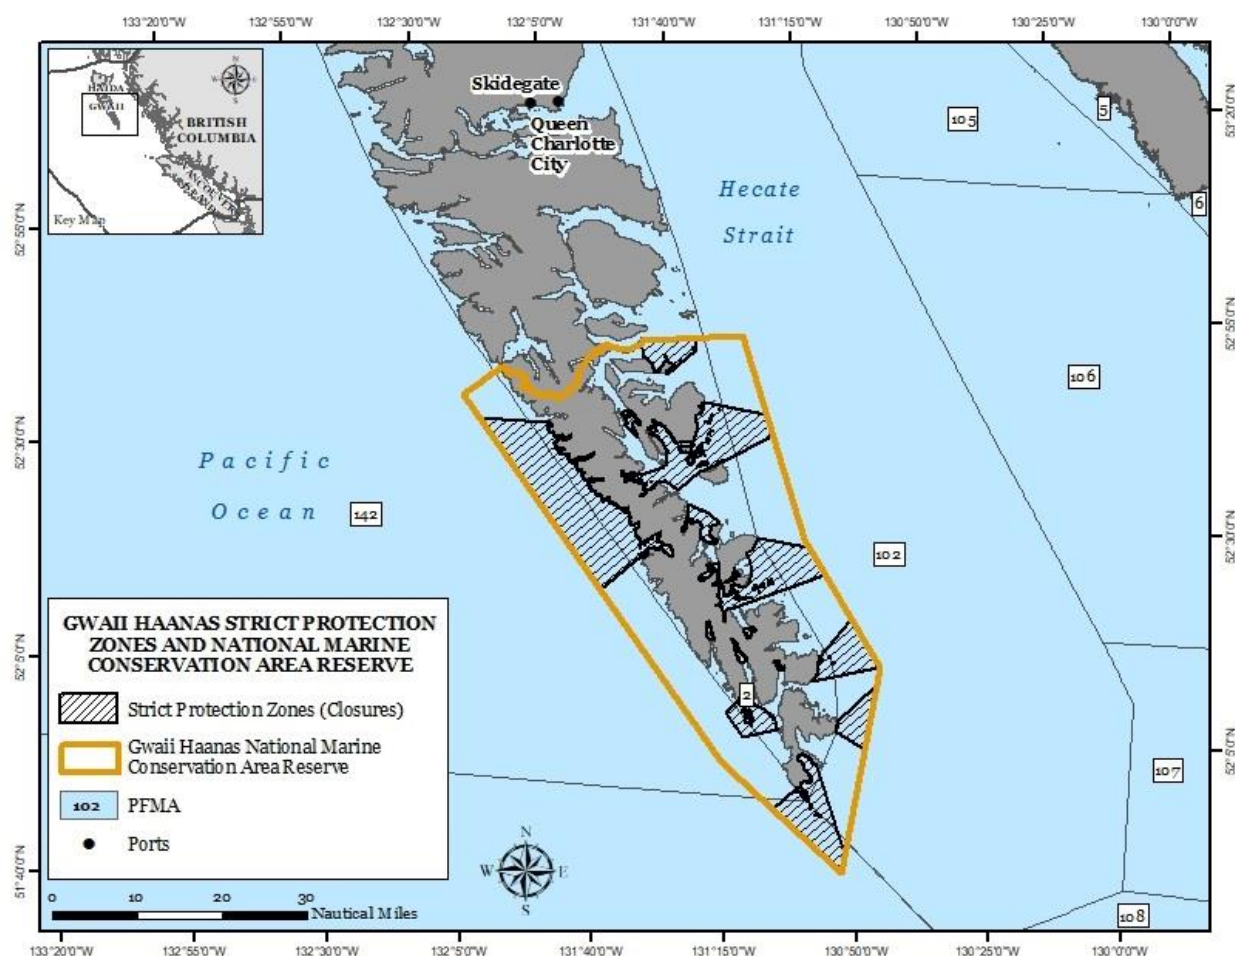 133°20'0"W 132°55'0"W 132°30'0"W 132°5'0"W 131°40'0"W 131°15'0"W 130°50'0"W 130°25'0"W 130°0'0"W
HAIDA
GWAII
N
W E
S
BRITISH
COLUMBIA
VANCOUVER
ISLAND
Key Map
Skidegate
Queen
Charlotte
City
Hecate
Strait
105
5
6
53°20'0"N
52°55'0"N
52°55'0"N
106
52°30'0"N
Pacific
Ocean
142
102
52°30'0"N
52°5'0"N
2
52°5'0"N
107
108
51°40'0"N
GWAII HAANAS STRICT PROTECTION
ZONES AND NATIONAL MARINE
CONSERVATION AREA RESERVE
Strict Protection Zones (Closures)
Gwaii Haanas National Marine
Conservation Area Reserve
102 PFMA
Ports
N
W E
S
0 10 20 30
Nautical Miles
133°20'0"W 132°55'0"W 132°30'0"W 132°5'0"W 131°40'0"W 131°15'0"W 130°50'0"W 130°25'0"W 130°0'0"W